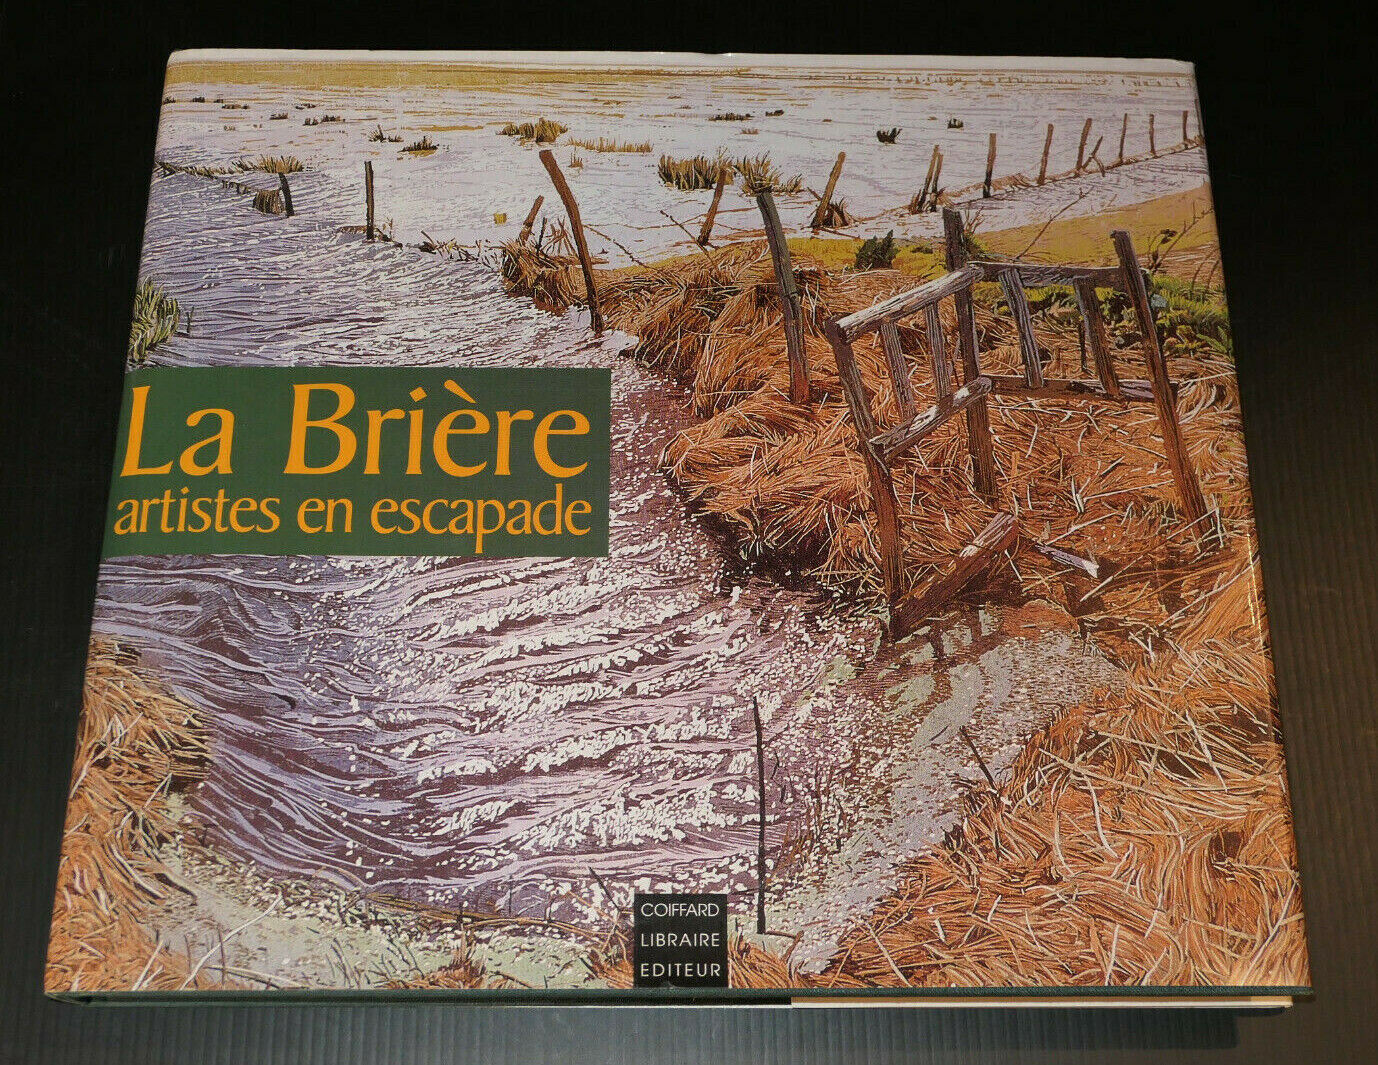 La Brière
artistes en escapade
COIFFARD
LIBRAIRE
EDITEUR